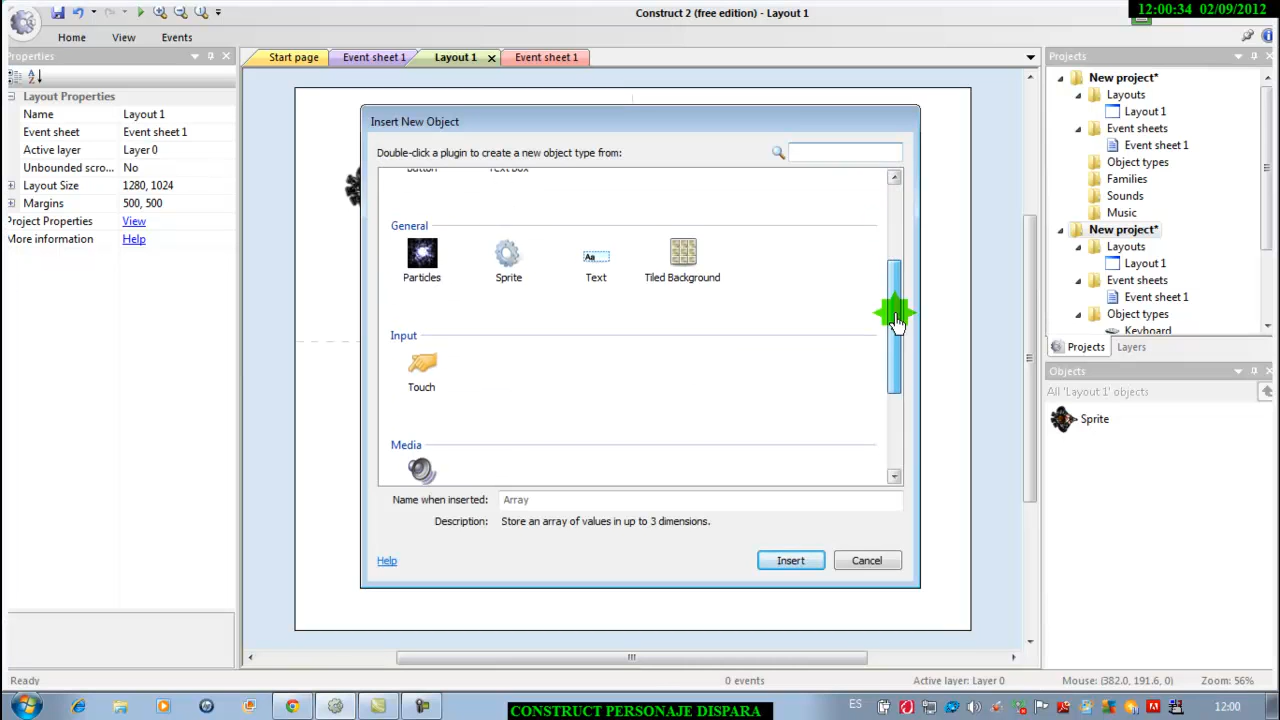 12:00:34 02/09/2012
Construct 2 (free edition) - Layout 1
Home View Events
Properties
Start page Event sheet 1 Layout 1 Event sheet 1
Projects
Layout Properties
Name Layout 1
Event sheet Event sheet 1
Active layer Layer 0
Unbounded scro... No
Layout Size 1280, 1024
Margins 500, 500
Project Properties View
More information Help
Insert New Object
Double-click a plugin to create a new object type from:
Button Text box
General
Particles Sprite Text Tiled Background
Input
Touch
Media
Name when inserted: Array
Description: Store an array of values in up to 3 dimensions.
Help Insert Cancel
New project*
Layouts
Layout 1
Event sheets
Event sheet 1
Object types
Families
Sounds
Music
New project*
Layouts
Layout 1
Event sheets
Event sheet 1
Object types
Keyboard
Projects Layers
Objects
All 'Layout 1' objects
Sprite
Ready 0 events Active layer: Layer 0 Mouse: (382.0, 191.6, 0) Zoom: 56%
ES 12:00
CONSTRUCT PERSONAJE DISPARA